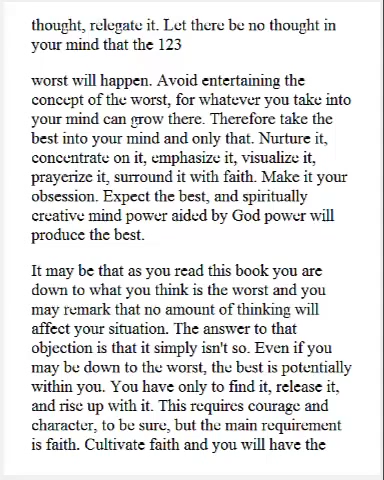 thought, relegate it. Let there be no thought in
your mind that the 123
worst will happen. Avoid entertaining the
concept of the worst, for whatever you take into
your mind can grow there. Therefore take the
best into your mind and only that. Nurture it,
concentrate on it, emphasize it, visualize it,
prayerize it, surround it with faith. Make it your
obsession. Expect the best, and spiritually
creative mind power aided by God power will
produce the best.
It may be that as you read this book you are
down to what you think is the worst and you
may remark that no amount of thinking will
affect your situation. The answer to that
objection is that it simply isn't so. Even if you
may be down to the worst, the best is potentially
within you. You have only to find it, release it,
and rise up with it. This requires courage and
character, to be sure, but the main requirement
is faith. Cultivate faith and you will have the